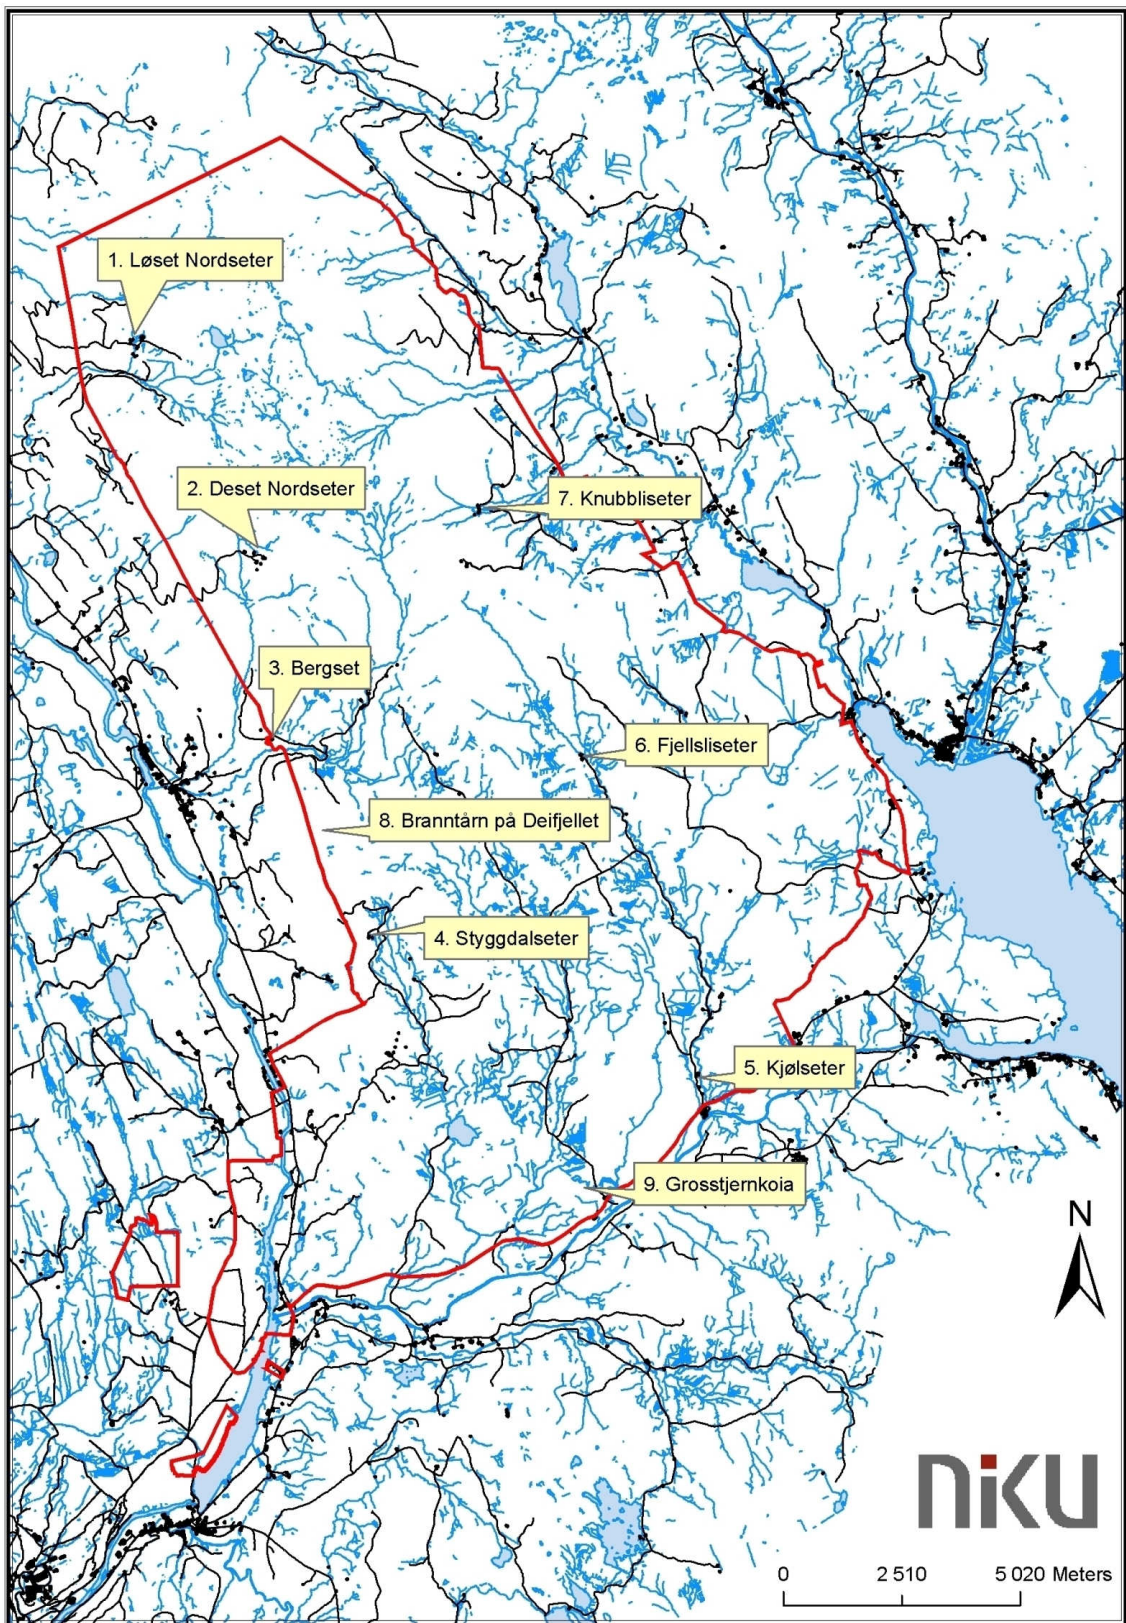 1. Løset Nordseter
2. Deset Nordseter
7. Knubbliseter
3. Bergset
6. Fjellsliseter
8. Branntårn på Deifjellet
4. Styggdalseter
5. Kjølseter
9. Grosstjernkoia
N
niKU
0 2 510 5 020 Meters